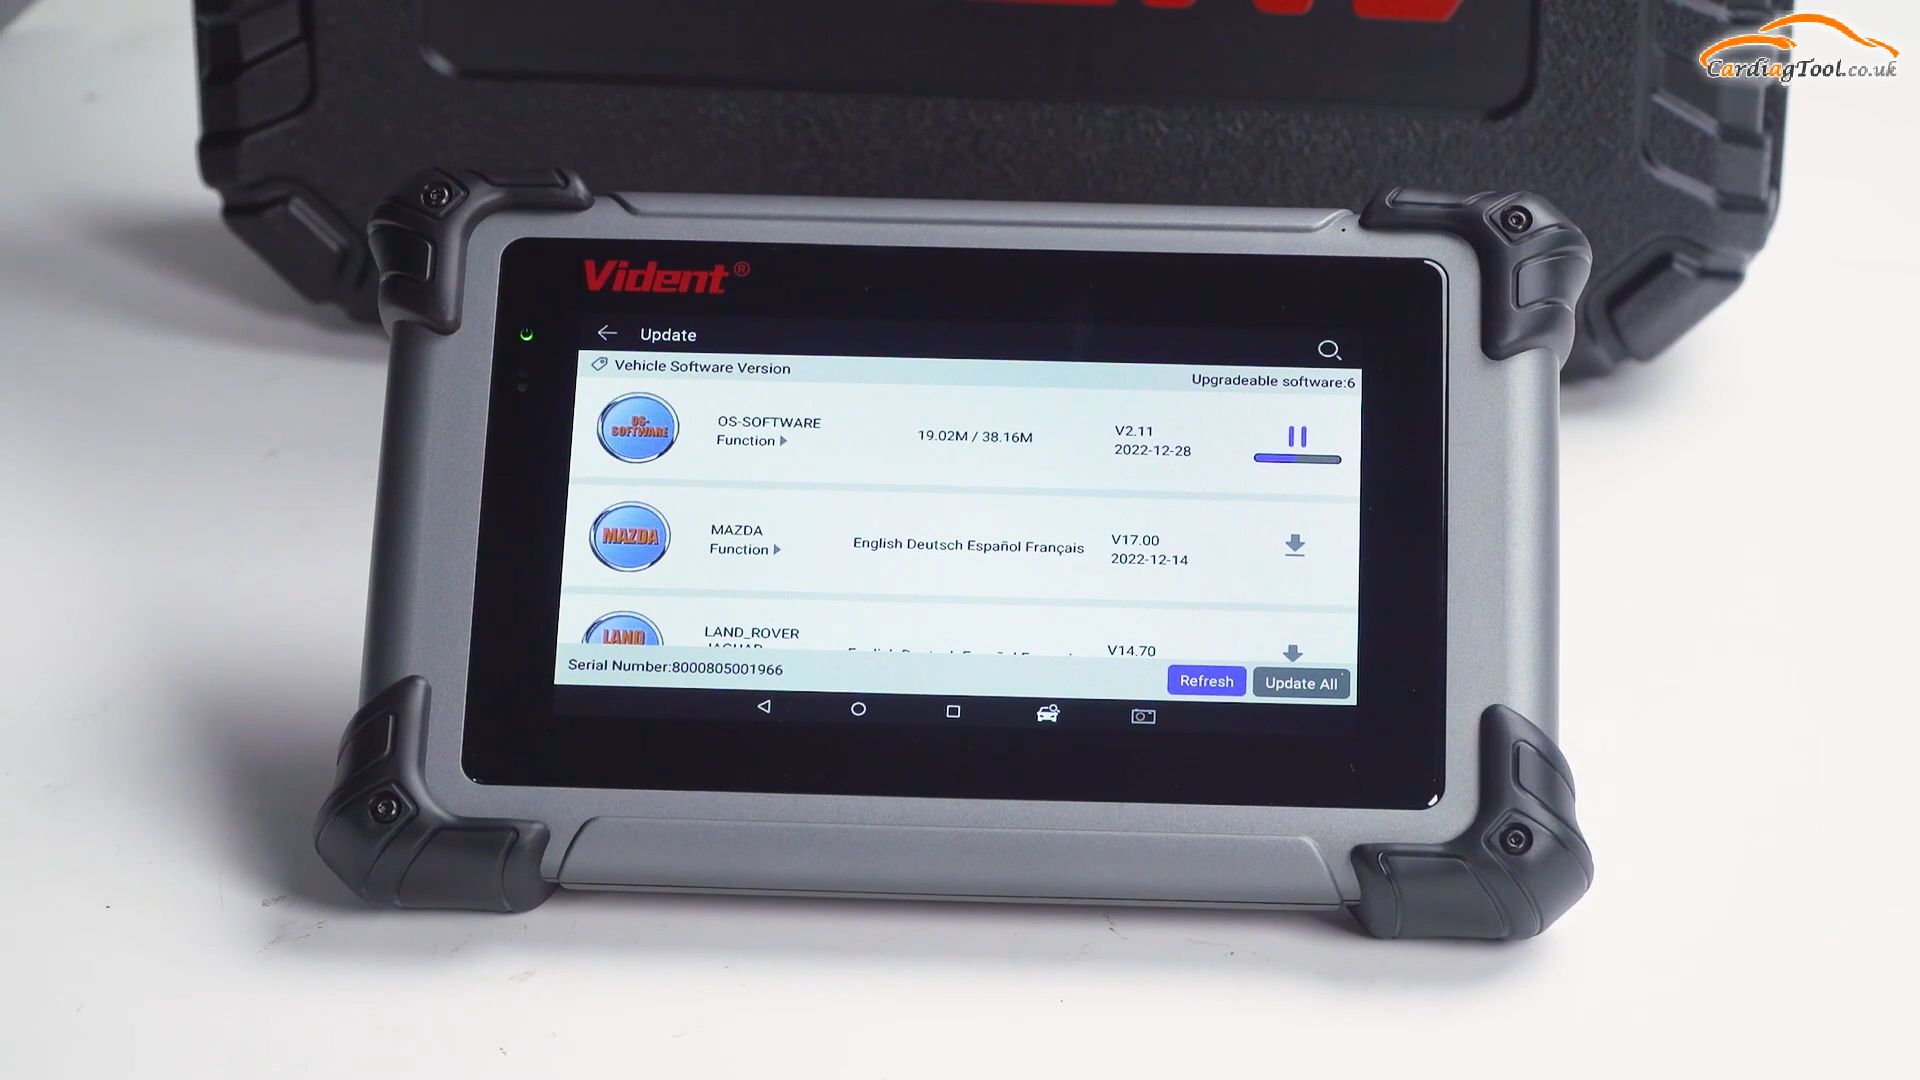 CardiagTool.co.uk
Vident®
Update
Vehicle Software Version
Upgradeable software:6
OS-SOFTWARE
OS-SOFTWARE
Function
19.02M / 38.16M
V2.11
2022-12-28
MAZDA
MAZDA
Function
English Deutsch Español Français
V17.00
2022-12-14
LAND
LAND_ROVER
V14.70
Serial Number:8000805001966
Refresh
Update All